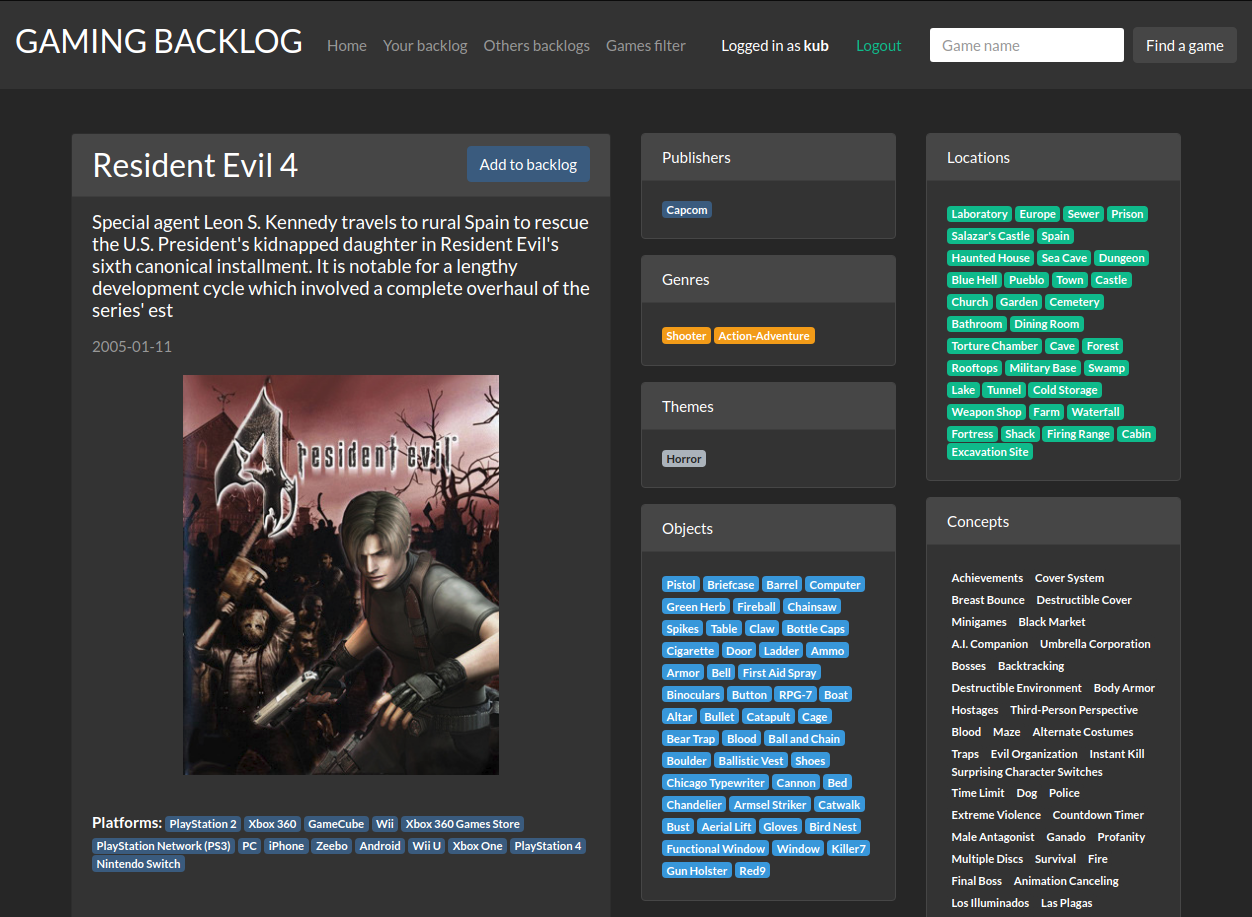 GAMING BACKLOG Home Your backlog Others backlogs Games filter Logged in as kub Logout Game name Find a game
Resident Evil 4 Add to backlog
Special agent Leon S. Kennedy travels to rural Spain to rescue
the U.S. President's kidnapped daughter in Resident Evil's
sixth canonical installment. It is notable for a lengthy
development cycle which involved a complete overhaul of the
series' est
2005-01-11
4
resident evil
Platforms: PlayStation 2 Xbox 360 GameCube Wii Xbox 360 Games Store
PlayStation Network (PS3) PC iPhone Zeebo Android Wii U Xbox One PlayStation 4
Nintendo Switch
Publishers
Capcom
Genres
Shooter Action-Adventure
Themes
Horror
Objects
Pistol Briefcase Barrel Computer
Green Herb Fireball Chainsaw
Spikes Table Claw Bottle Caps
Cigarette Door Ladder Ammo
Armor Bell First Aid Spray
Binoculars Button RPG-7 Boat
Altar Bullet Catapult Cage
Bear Trap Blood Ball and Chain
Boulder Ballistic Vest Shoes
Chicago Typewriter Cannon Bed
Chandelier Armsel Striker Catwalk
Bust Aerial Lift Gloves Bird Nest
Functional Window Window Killer7
Gun Holster Red9
Locations
Laboratory Europe Sewer Prison
Salazar's Castle Spain
Haunted House Sea Cave Dungeon
Blue Hell Pueblo Town Castle
Church Garden Cemetery
Bathroom Dining Room
Torture Chamber Cave Forest
Rooftops Military Base Swamp
Lake Tunnel Cold Storage
Weapon Shop Farm Waterfall
Fortress Shack Firing Range Cabin
Excavation Site
Concepts
Achievements Cover System
Breast Bounce Destructible Cover
Minigames Black Market
A.I. Companion Umbrella Corporation
Bosses Backtracking
Destructible Environment Body Armor
Hostages Third-Person Perspective
Blood Maze Alternate Costumes
Traps Evil Organization Instant Kill
Surprising Character Switches
Time Limit Dog Police
Extreme Violence Countdown Timer
Male Antagonist Ganado Profanity
Multiple Discs Survival Fire
Final Boss Animation Canceling
Los Illuminados Las Plagas